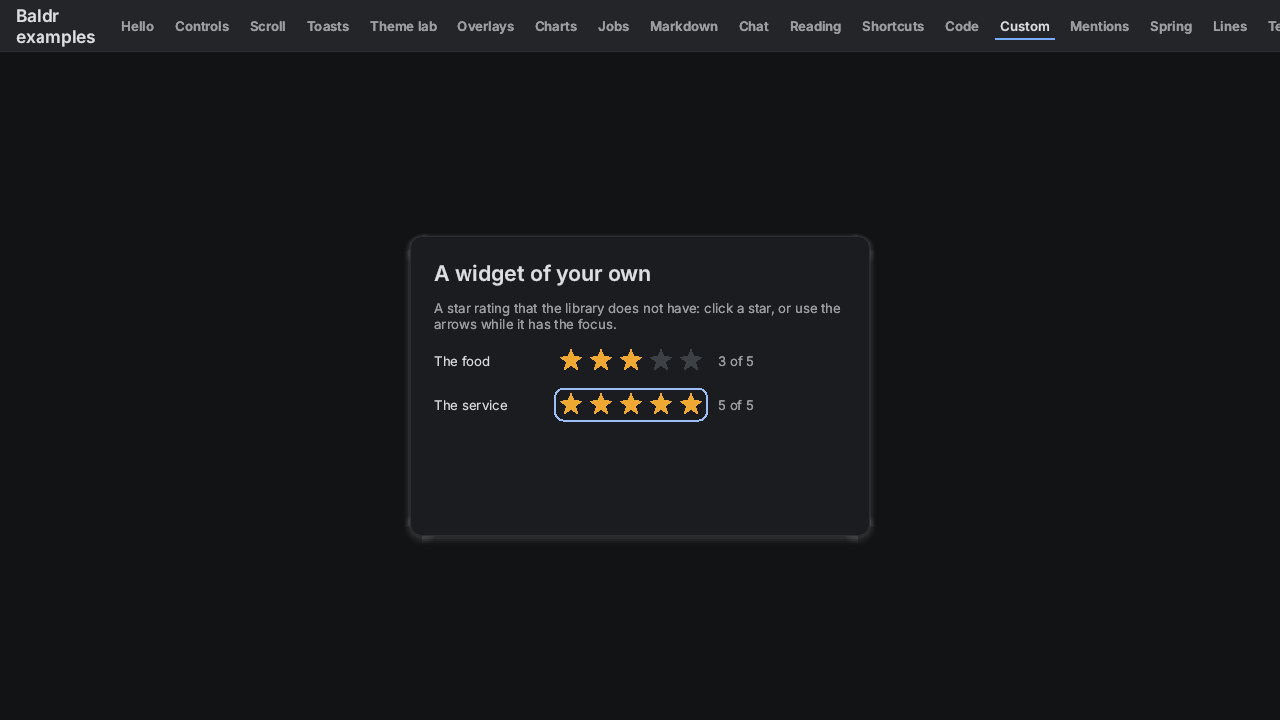 Baldr
examples
Hello Controls Scroll Toasts Theme lab Overlays Charts Jobs Markdown Chat Reading Shortcuts Code Custom Mentions Spring Lines
A widget of your own
A star rating that the library does not have: click a star, or use the
arrows while it has the focus.
The food 3 of 5
The service 5 of 5